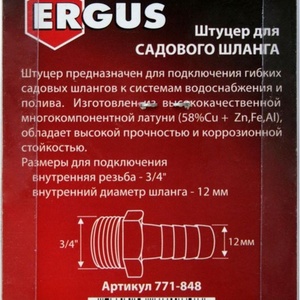 ERGUS
Штуцер для
САДОВОГО ШЛАНГА
Штуцер предназначен для подключения гибких
садовых шлангов к системам водоснабжения и
полива. Изготовлен из высококачественной
многокомпонентной латуни (58%Cu + Zn,Fe,Al),
обладает высокой прочностью и коррозионной
стойкостью.
Размеры для подключения
внутренняя резьба - 3/4"
внутренний диаметр шланга - 12 мм
3/4"
12мм
Артикул 771-848